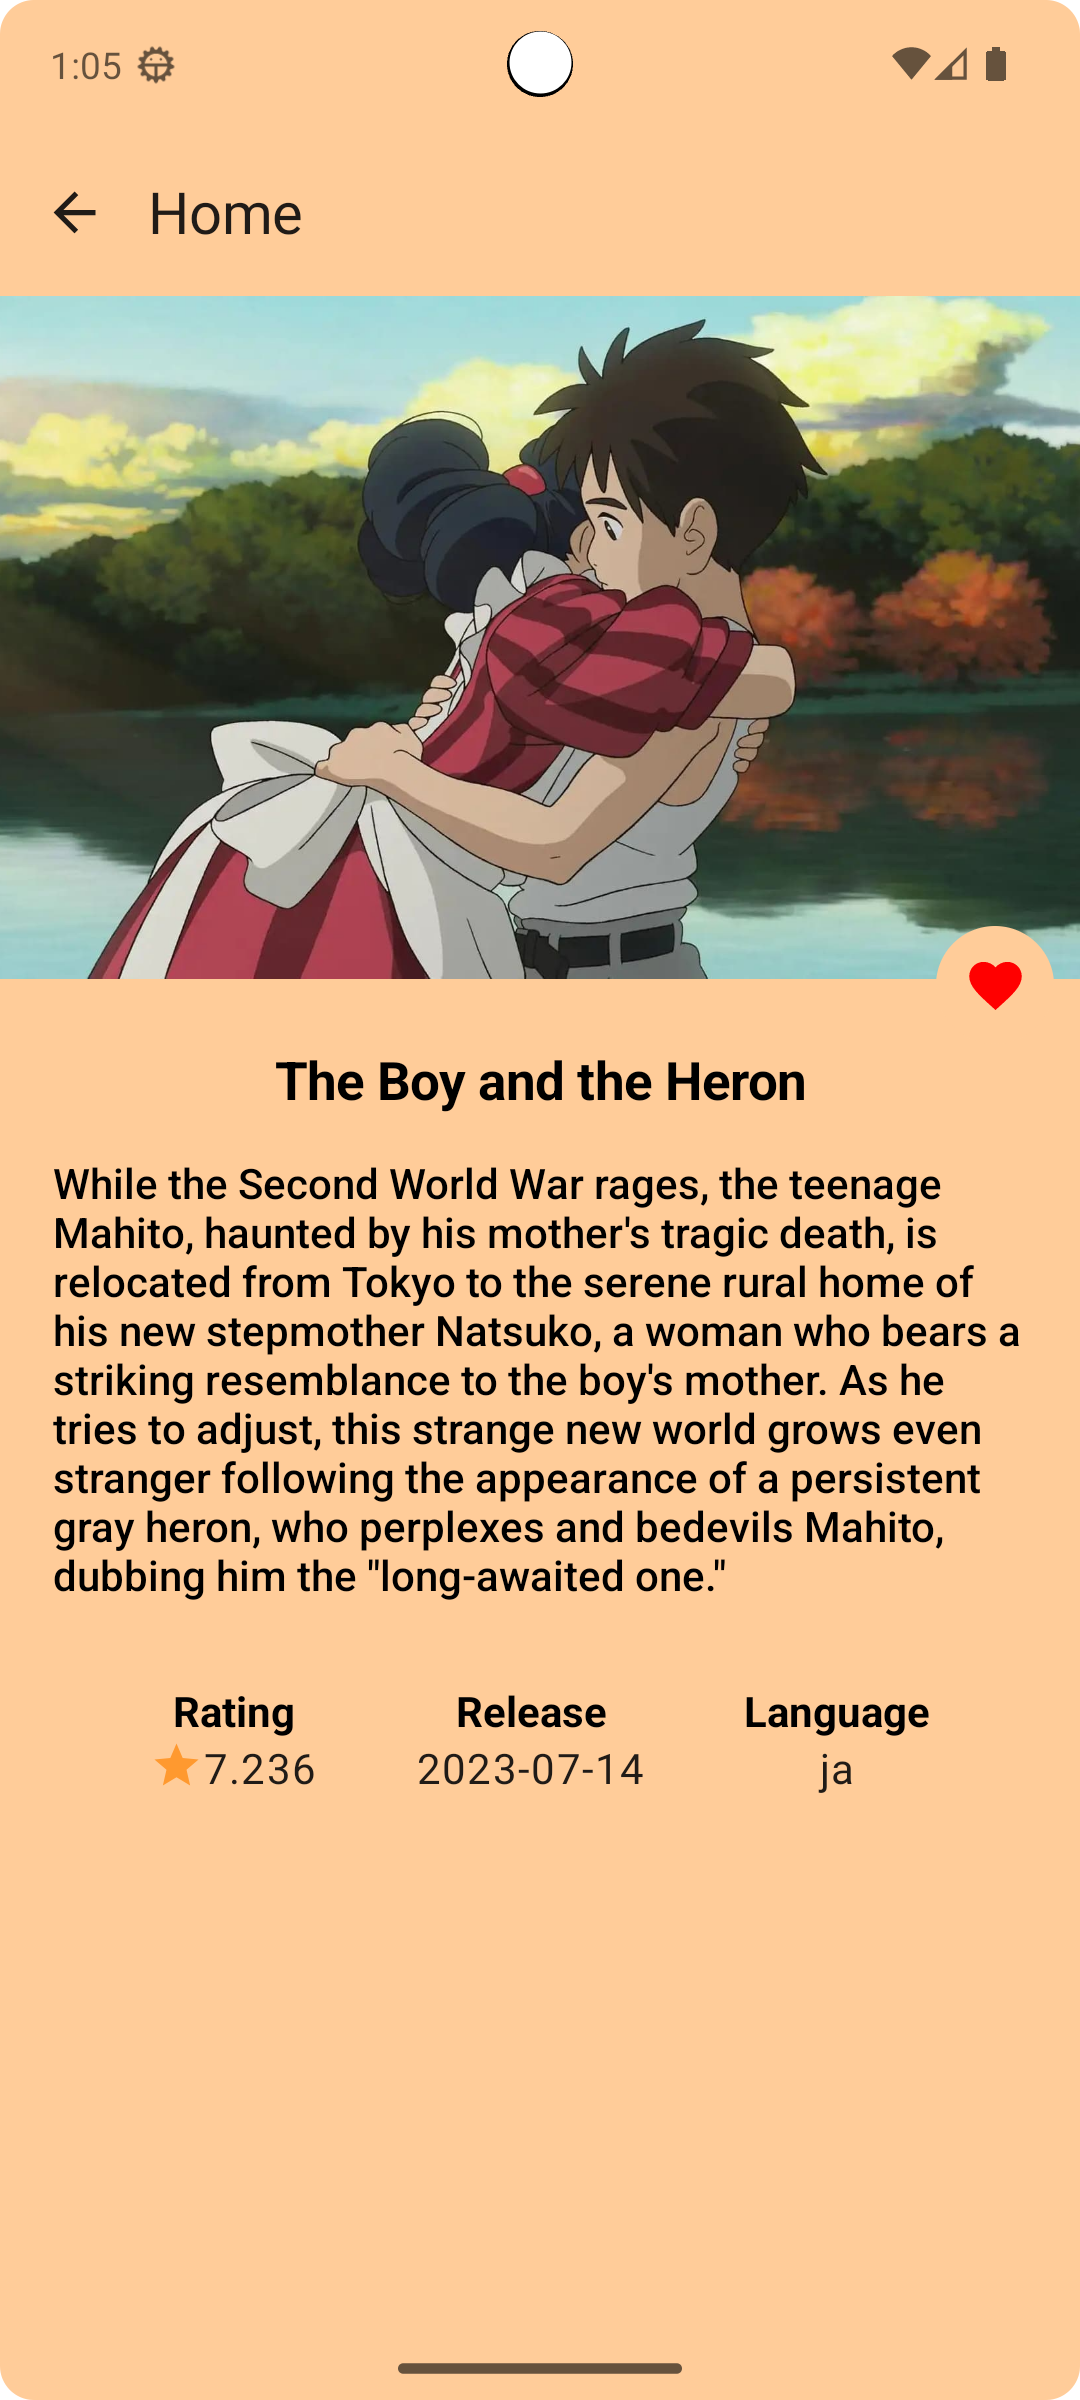 1:05
Home
The Boy and the Heron
While the Second World War rages, the teenage
Mahito, haunted by his mother's tragic death, is
relocated from Tokyo to the serene rural home of
his new stepmother Natsuko, a woman who bears a
striking resemblance to the boy's mother. As he
tries to adjust, this strange new world grows even
stranger following the appearance of a persistent
gray heron, who perplexes and bedevils Mahito,
dubbing him the "long-awaited one."
Rating Release Language
7.236 2023-07-14 ja